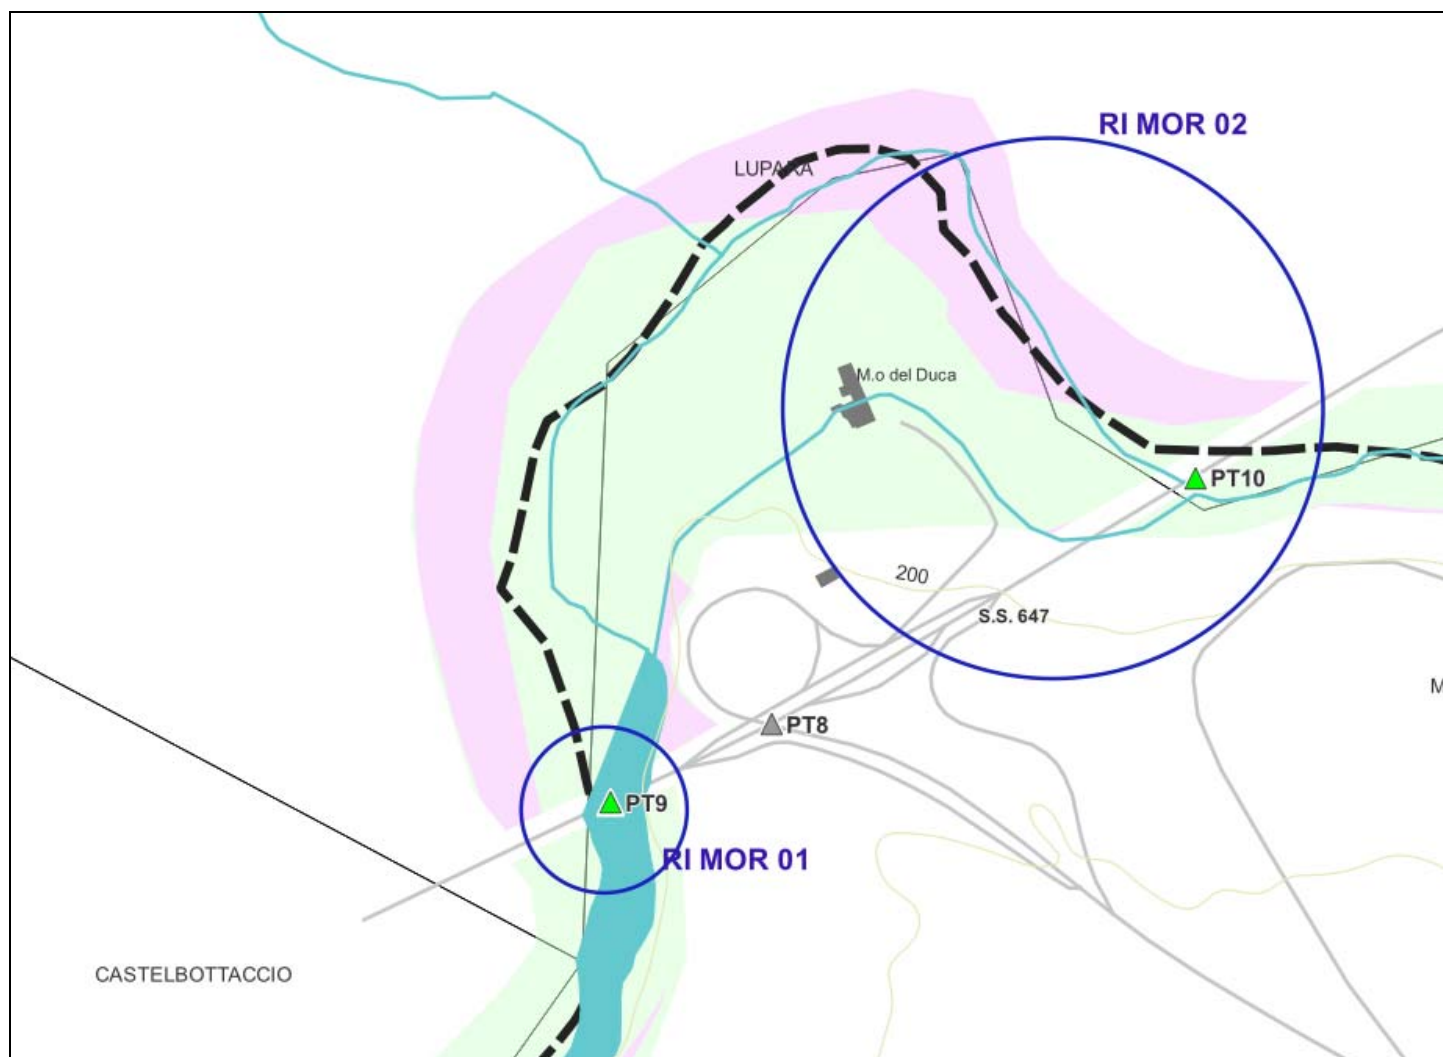 RI MOR 02
LUPARA
M.o del Duca
PT10
200
S.S. 647
M
PT8
PT9
RI MOR 01
CASTELBOTTACCIO